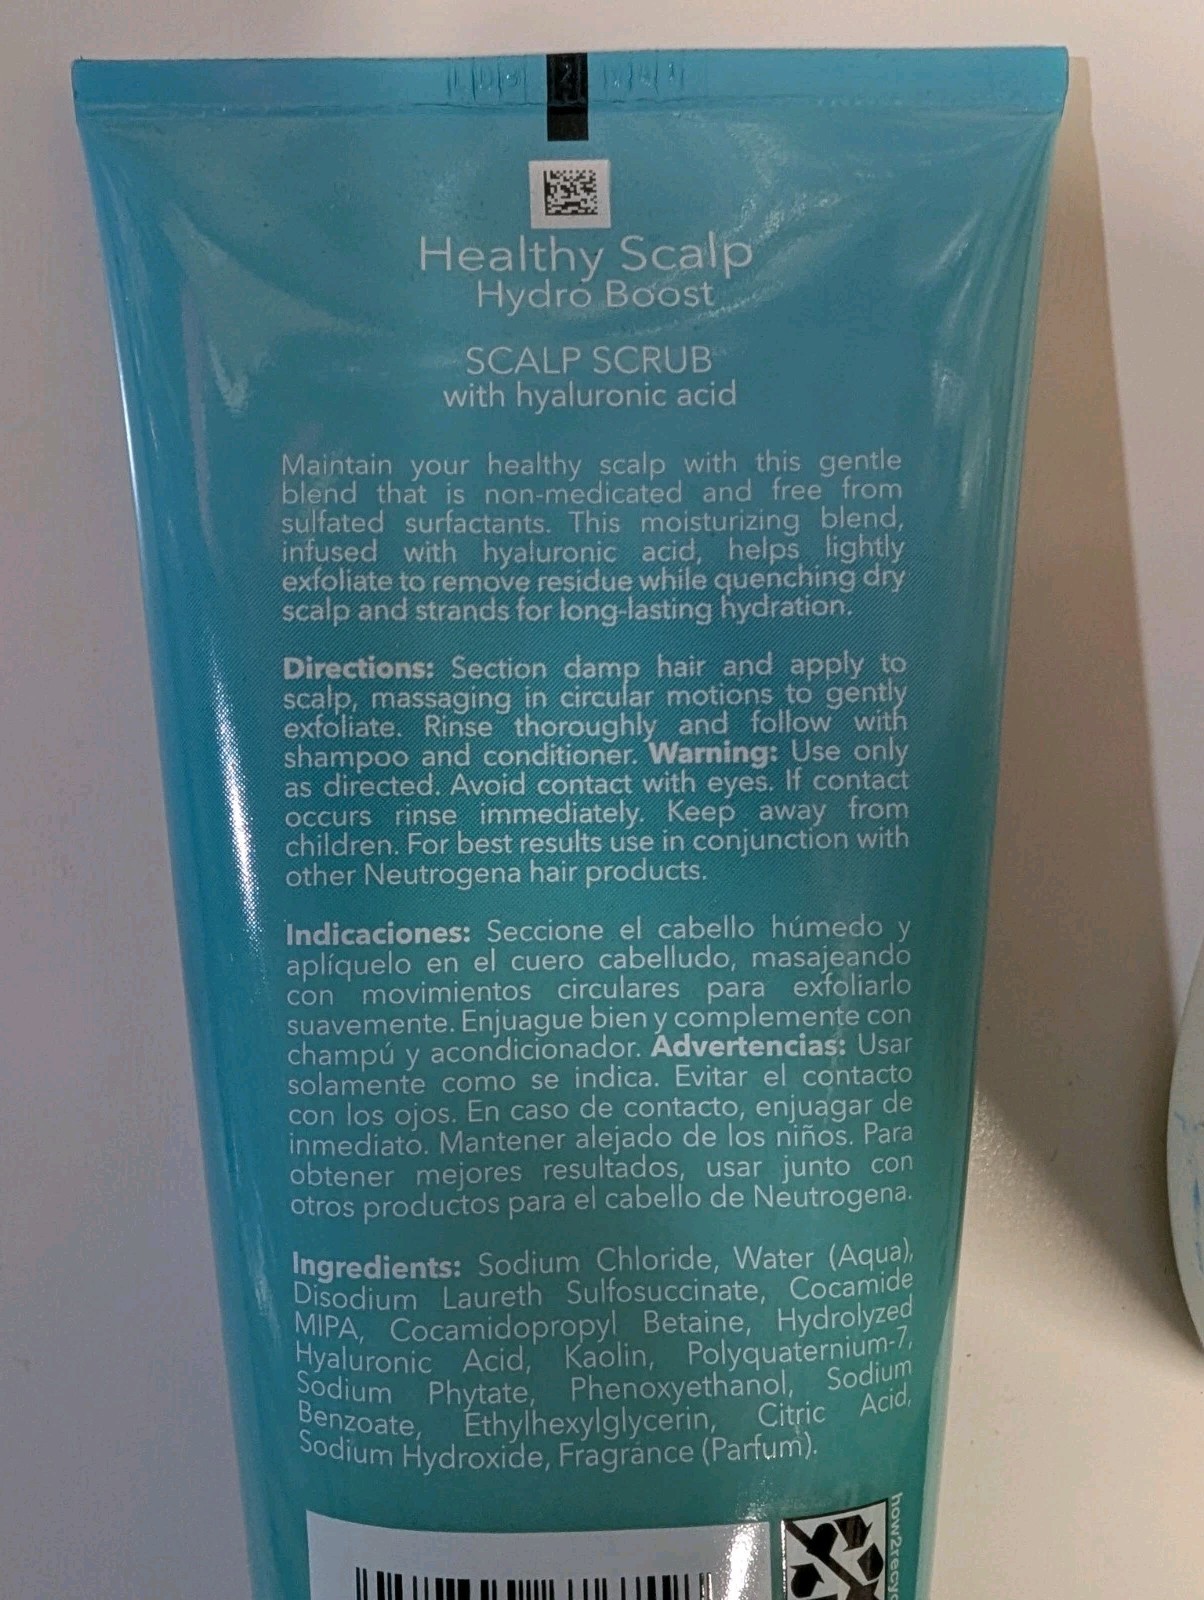 Healthy Scalp
Hydro Boost
SCALP SCRUB
with hyaluronic acid
Maintain your healthy scalp with this gentle
blend that is non-medicated and free from
sulfated surfactants. This moisturizing blend,
infused with hyaluronic acid, helps lightly
exfoliate to remove residue while quenching dry
scalp and strands for long-lasting hydration.
Directions: Section damp hair and apply to
scalp, massaging in circular motions to gently
exfoliate. Rinse thoroughly and follow with
shampoo and conditioner. Warning: Use only
as directed. Avoid contact with eyes. If contact
occurs rinse immediately. Keep away from
children. For best results use in conjunction with
other Neutrogena hair products.
Indicaciones: Seccione el cabello húmedo y
aplíquelo en el cuero cabelludo, masajeando
con movimientos circulares para exfoliarlo
suavemente. Enjuague bien y complemente con
champú y acondicionador. Advertencias: Usar
solamente como se indica. Evitar el contacto
con los ojos. En caso de contacto, enjuagar de
inmediato. Mantener alejado de los niños. Para
obtener mejores resultados, usar junto con
otros productos para el cabello de Neutrogena.
Ingredients: Sodium Chloride, Water (Aqua),
Disodium Laureth Sulfosuccinate, Cocamide
MIPA, Cocamidopropyl Betaine, Hydrolyzed
Hyaluronic Acid, Kaolin, Polyquaternium-7,
Sodium Phytate, Phenoxyethanol, Sodium
Benzoate, Ethylhexylglycerin, Citric Acid,
Sodium Hydroxide, Fragrance (Parfum).
how2recyc